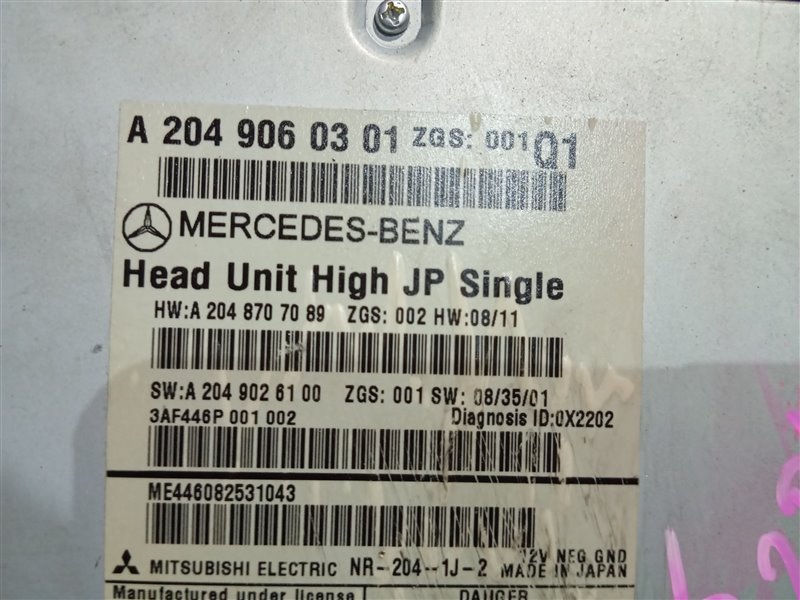 A 204 906 03 01 ZGS: 001 Q1
MERCEDES-BENZ
Head Unit High JP Single
HW:A 204 870 70 89 ZGS: 002 HW:08/11
SW:A 204 902 61 00 ZGS: 001 SW: 08/35/01
3AF446P 001 002 Diagnosis ID:0X2202
ME446082531043
12V NEG GND
MITSUBISHI ELECTRIC NR-204--1J-2 MADE IN JAPAN
Manufactured under license DANGER